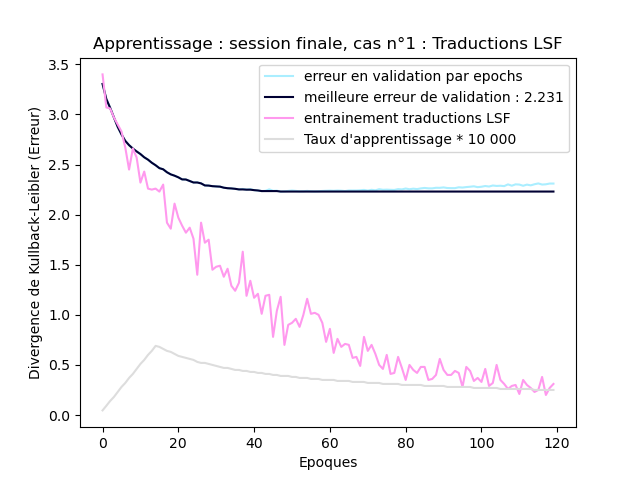 Apprentissage : session finale, cas n°1 : Traductions LSF
erreur en validation par epochs
meilleure erreur de validation : 2.231
entrainement traductions LSF
Taux d'apprentissage * 10 000
Divergence de Kullback-Leibler (Erreur)
3.5
3.0
2.5
2.0
1.5
1.0
0.5
0.0
0 20 40 60 80 100 120
Epoques